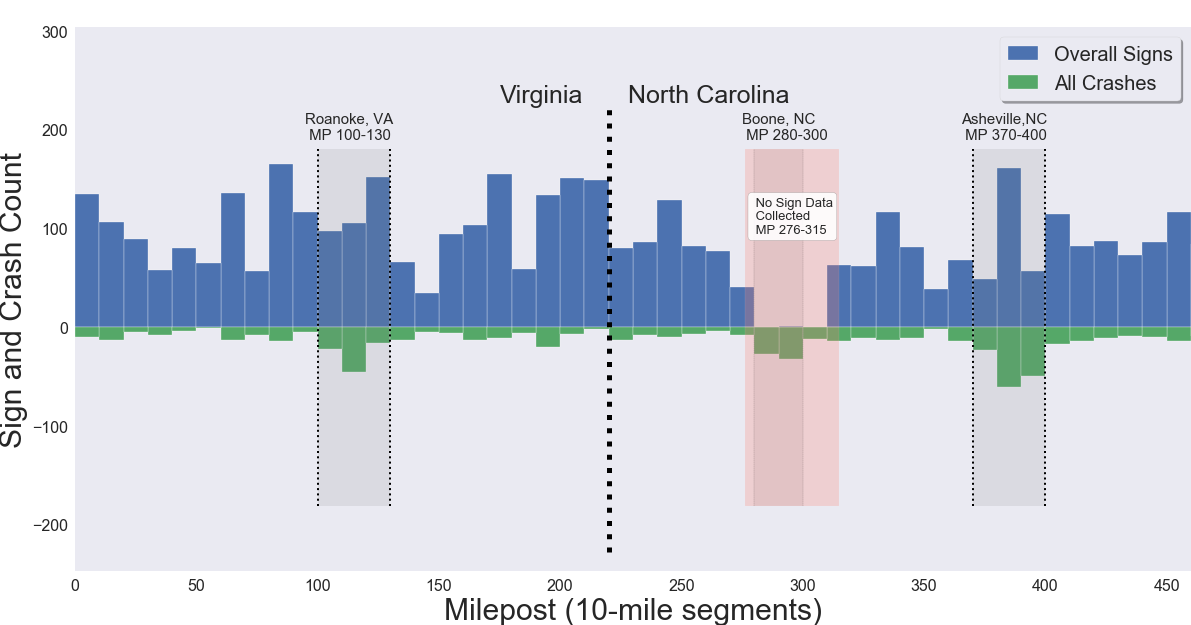 Overall Signs
All Crashes
Virginia
North Carolina
Roanoke, VA
MP 100-130
Boone, NC
MP 280-300
Asheville,NC
MP 370-400
No Sign Data
Collected
MP 276-315
Sign and Crash Count
300
200
100
0
−100
−200
0
50
100
150
200
250
300
350
400
450
Milepost (10-mile segments)